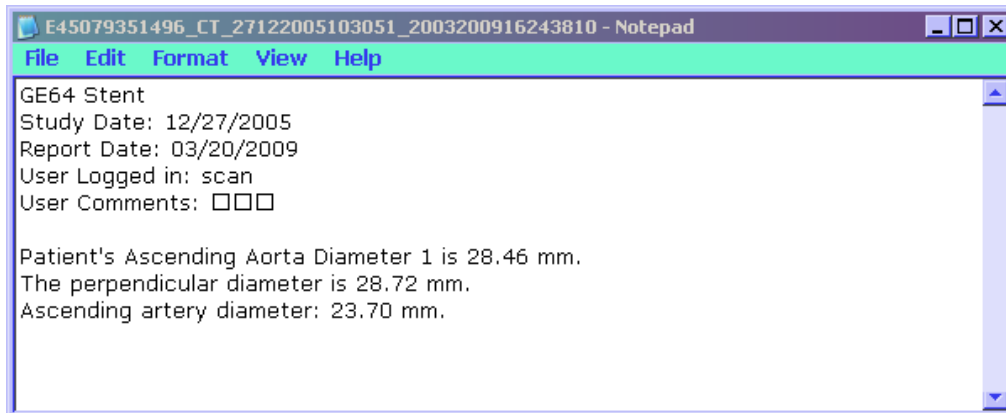 E45079351496_CT_27122005103051_2003200916243810 - Notepad
File Edit Format View Help
GE64 Stent
Study Date: 12/27/2005
Report Date: 03/20/2009
User Logged in: scan
User Comments: □□□
Patient's Ascending Aorta Diameter 1 is 28.46 mm.
The perpendicular diameter is 28.72 mm.
Ascending artery diameter: 23.70 mm.